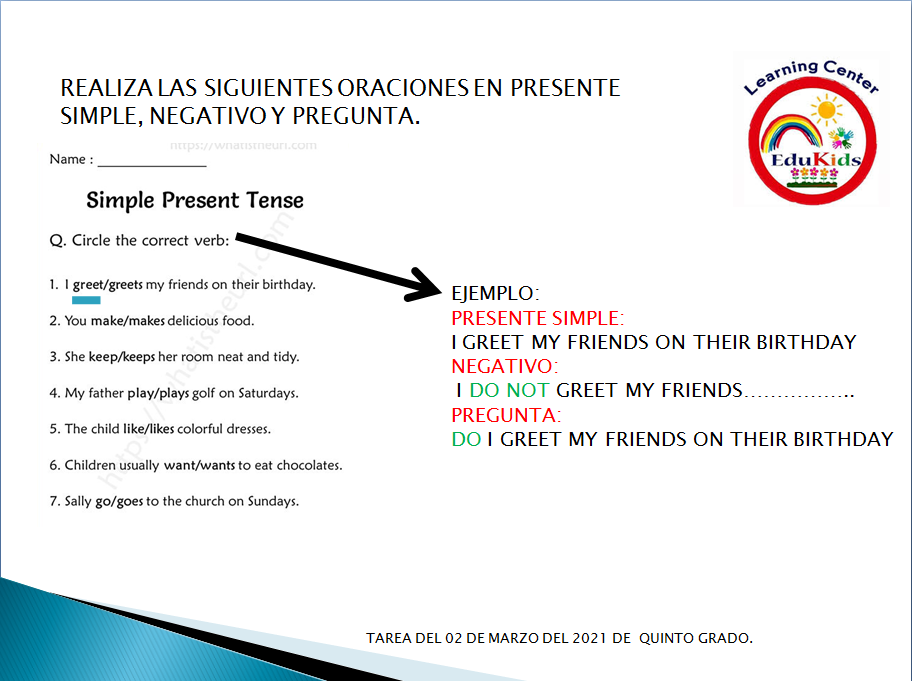 REALIZA LAS SIGUIENTES ORACIONES EN PRESENTE
SIMPLE, NEGATIVO Y PREGUNTA.
Learning Center
EduKids
https://whatistheurl.com
Name : _______________
Simple Present Tense
Q. Circle the correct verb:
1. I greet/greets my friends on their birthday.
2. You make/makes delicious food.
3. She keep/keeps her room neat and tidy.
4. My father play/plays golf on Saturdays.
5. The child like/likes colorful dresses.
6. Children usually want/wants to eat chocolates.
7. Sally go/goes to the church on Sundays.
https://whatistheurl.com
EJEMPLO:
PRESENTE SIMPLE:
I GREET MY FRIENDS ON THEIR BIRTHDAY
NEGATIVO:
I DO NOT GREET MY FRIENDS……………..
PREGUNTA:
DO I GREET MY FRIENDS ON THEIR BIRTHDAY
TAREA DEL 02 DE MARZO DEL 2021 DE QUINTO GRADO.